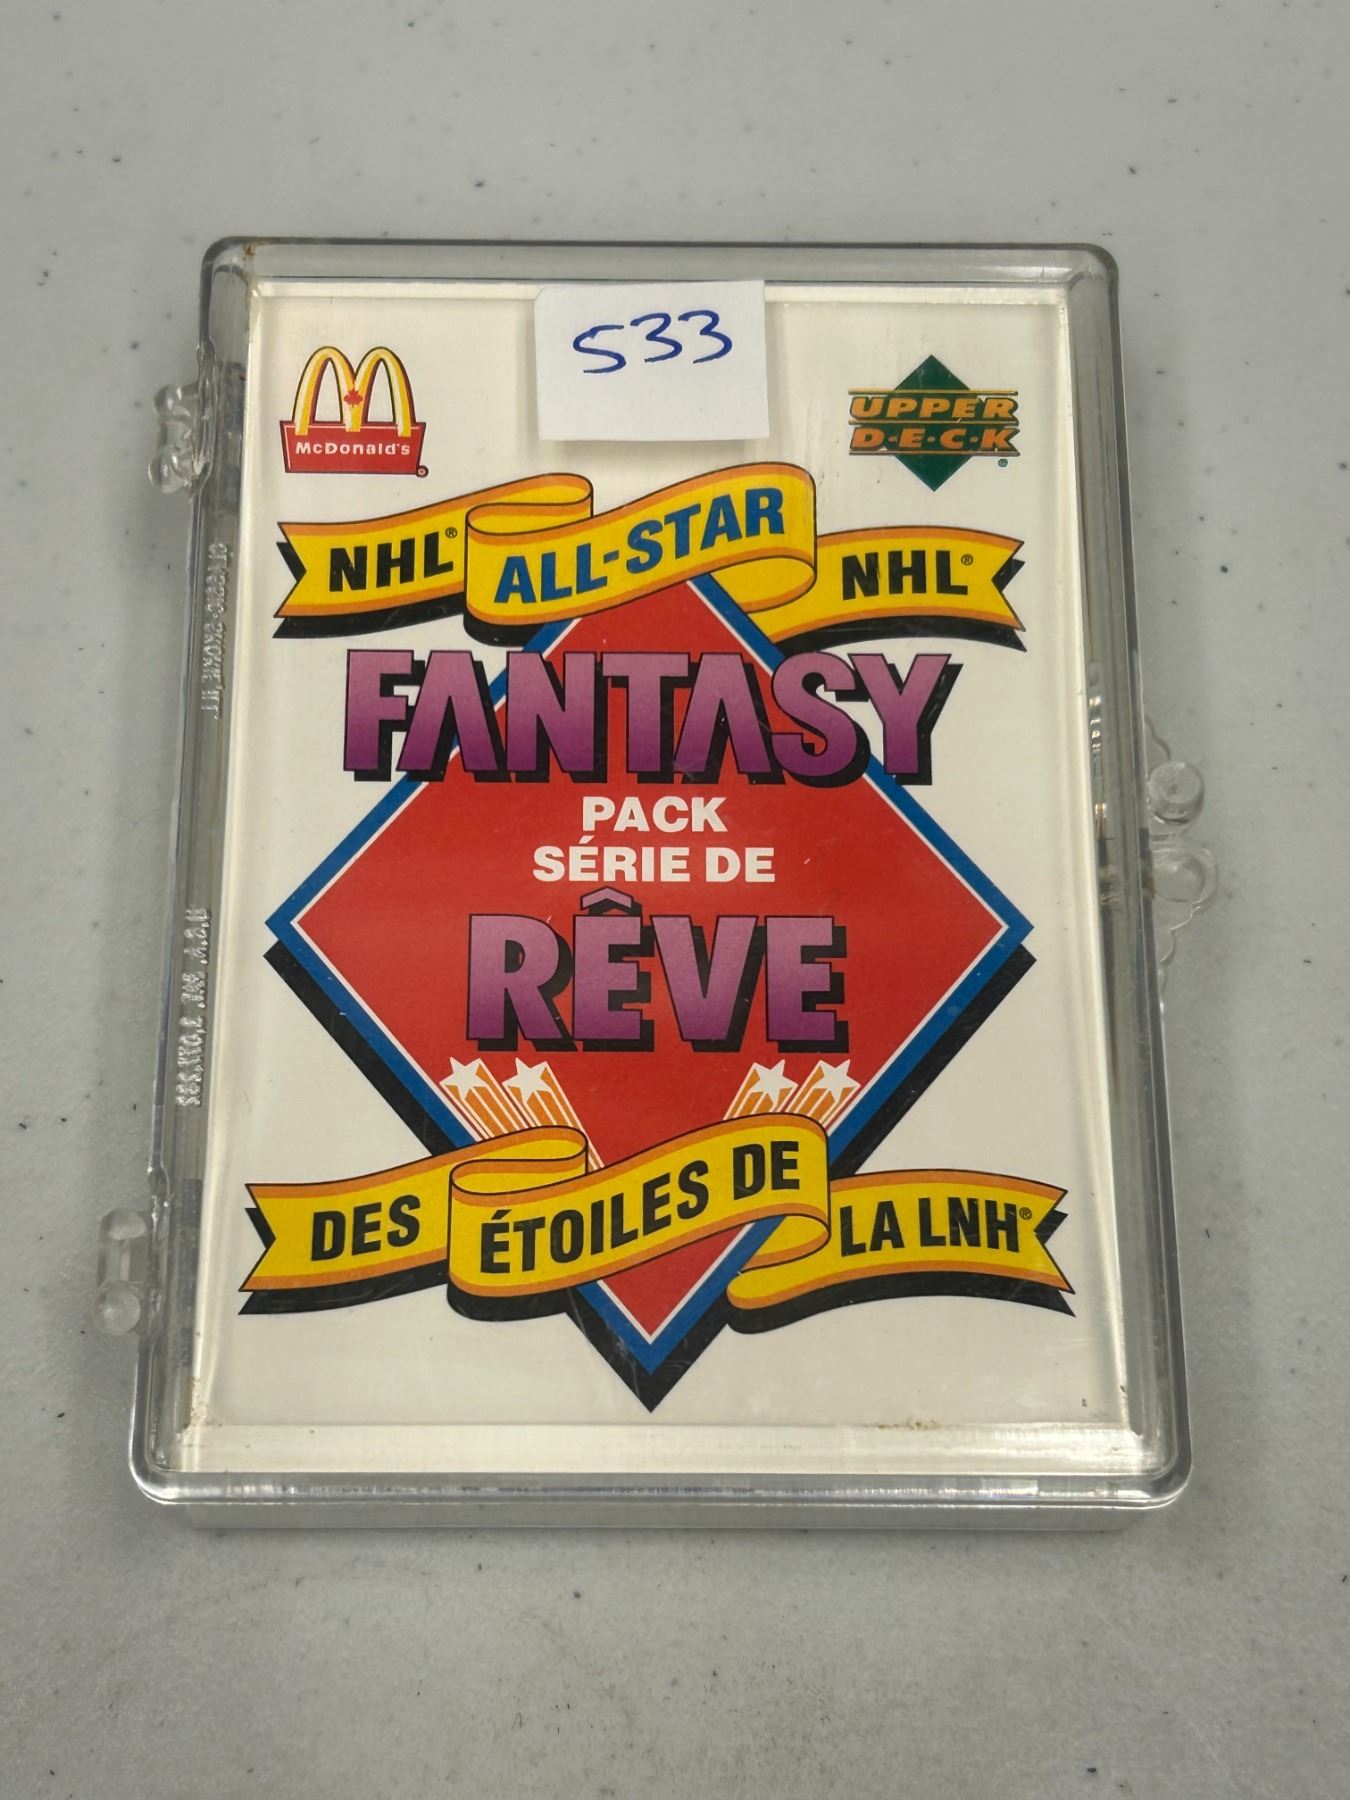 533
McDonald's
UPPER
D·E·C·K
NHL® ALL-STAR NHL®
FANTASY
PACK
SÉRIE DE
RÊVE
DES ÉTOILES DE LA LNH®